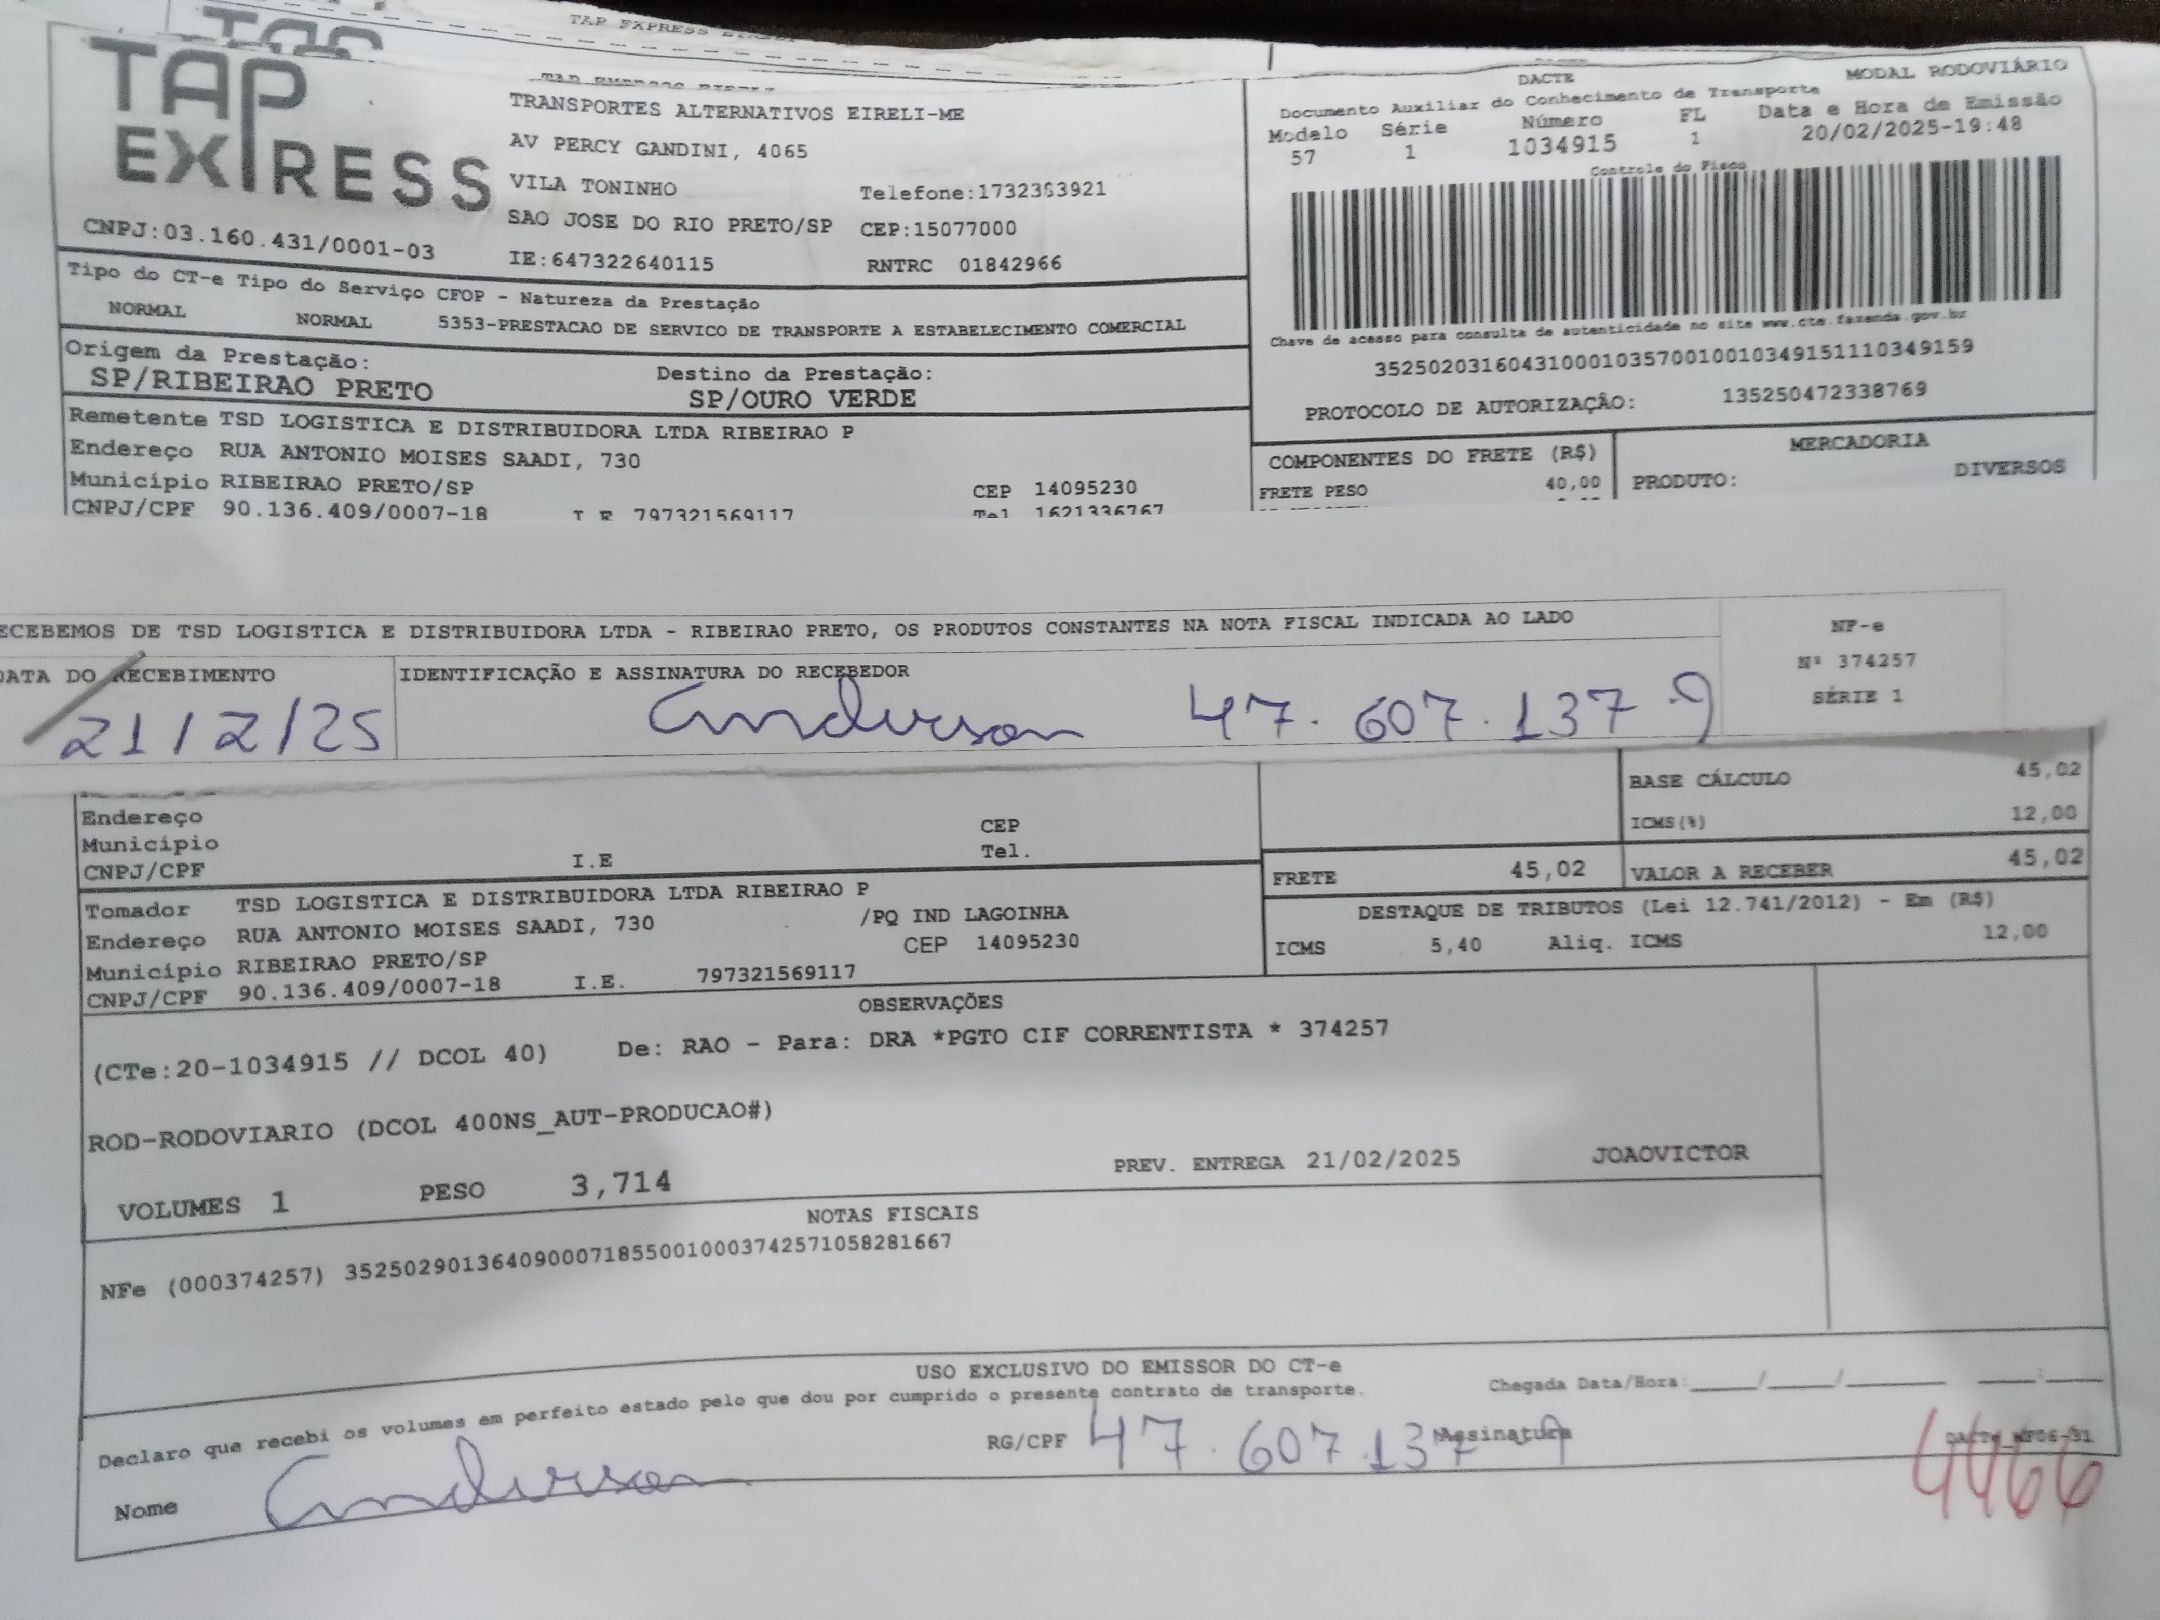 TAP EXPRESS EIRELI
TAP EXPRESS
TRANSPORTES ALTERNATIVOS EIRELI-ME
AV PERCY GANDINI, 4065
VILA TONINHO Telefone:1732353921
SAO JOSE DO RIO PRETO/SP CEP:15077000
CNPJ:03.160.431/0001-03 IE:647322640115 RNTRC 01842966
DACTE MODAL RODOVIÁRIO
Documento Auxiliar do Conhecimento de Transporte
Modelo Série Número FL Data e Hora de Emissão
57 1 1034915 1 20/02/2025-19:48
Controle do Fisco
Chave de acesso para consulta de autenticidade no site www.cte.fazenda.gov.br
35250203160431000103570010010349151110349159
PROTOCOLO DE AUTORIZAÇÃO: 135250472338769
Tipo do CT-e Tipo do Serviço CFOP - Natureza da Prestação
NORMAL NORMAL 5353-PRESTACAO DE SERVICO DE TRANSPORTE A ESTABELECIMENTO COMERCIAL
Origem da Prestação: Destino da Prestação:
SP/RIBEIRAO PRETO SP/OURO VERDE
Remetente TSD LOGISTICA E DISTRIBUIDORA LTDA RIBEIRAO P
Endereço RUA ANTONIO MOISES SAADI, 730
Município RIBEIRAO PRETO/SP CEP 14095230
CNPJ/CPF 90.136.409/0007-18 I E 797321569117 Tel 1621336767
COMPONENTES DO FRETE (R$) MERCADORIA
FRETE PESO 40,00 PRODUTO: DIVERSOS
ECEBEMOS DE TSD LOGISTICA E DISTRIBUIDORA LTDA - RIBEIRAO PRETO, OS PRODUTOS CONSTANTES NA NOTA FISCAL INDICADA AO LADO
NF-e
Nº 374257
SÉRIE 1
DATA DO RECEBIMENTO IDENTIFICAÇÃO E ASSINATURA DO RECEBEDOR
21/2/25 Anderson 47.607.137 9
BASE CÁLCULO 45,02
ICMS(%) 12,00
Endereço
Município CEP
CNPJ/CPF I.E Tel.
FRETE 45,02 VALOR A RECEBER 45,02
DESTAQUE DE TRIBUTOS (Lei 12.741/2012) - Em (R$)
ICMS 5,40 Aliq. ICMS 12,00
Tomador TSD LOGISTICA E DISTRIBUIDORA LTDA RIBEIRAO P
Endereço RUA ANTONIO MOISES SAADI, 730 /PQ IND LAGOINHA
Município RIBEIRAO PRETO/SP CEP 14095230
CNPJ/CPF 90.136.409/0007-18 I.E. 797321569117
OBSERVAÇÕES
(CTe:20-1034915 // DCOL 40) De: RAO - Para: DRA *PGTO CIF CORRENTISTA * 374257
ROD-RODOVIARIO (DCOL 400NS_AUT-PRODUCAO#)
VOLUMES 1 PESO 3,714 PREV. ENTREGA 21/02/2025 JOAOVICTOR
NOTAS FISCAIS
NFe (000374257) 35250290136409000718550010003742571058281667
USO EXCLUSIVO DO EMISSOR DO CT-e
Declaro que recebi os volumes em perfeito estado pelo que dou por cumprido o presente contrato de transporte. Chegada Data/Hora:____/____/______ ____:____
Nome Anderson RG/CPF 47.607.137 9 Assinatura
4466